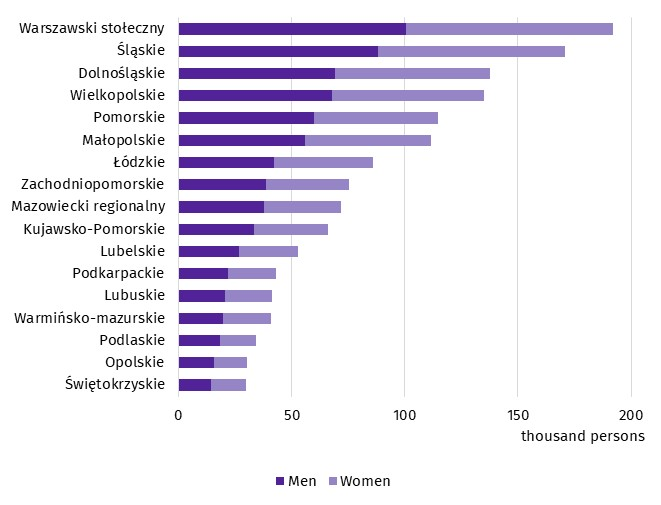 Warszawski stołeczny
Śląskie
Dolnośląskie
Wielkopolskie
Pomorskie
Małopolskie
Łódzkie
Zachodniopomorskie
Mazowiecki regionalny
Kujawsko-Pomorskie
Lubelskie
Podkarpackie
Lubuskie
Warmińsko-mazurskie
Podlaskie
Opolskie
Świętokrzyskie
0 50 100 150 200
thousand persons
Men Women